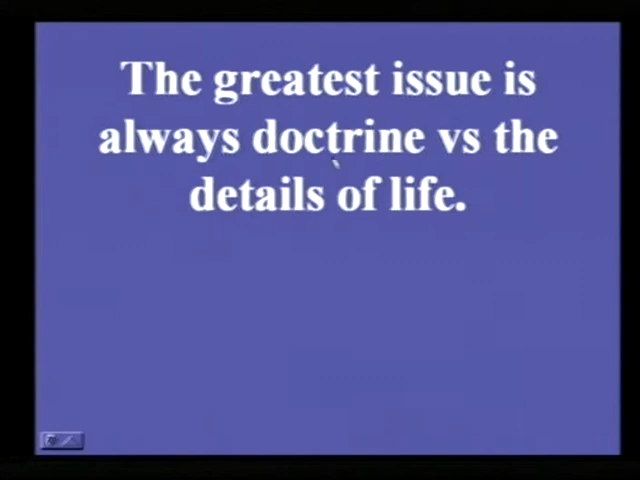 The greatest issue is
always doctrine vs the
details of life.